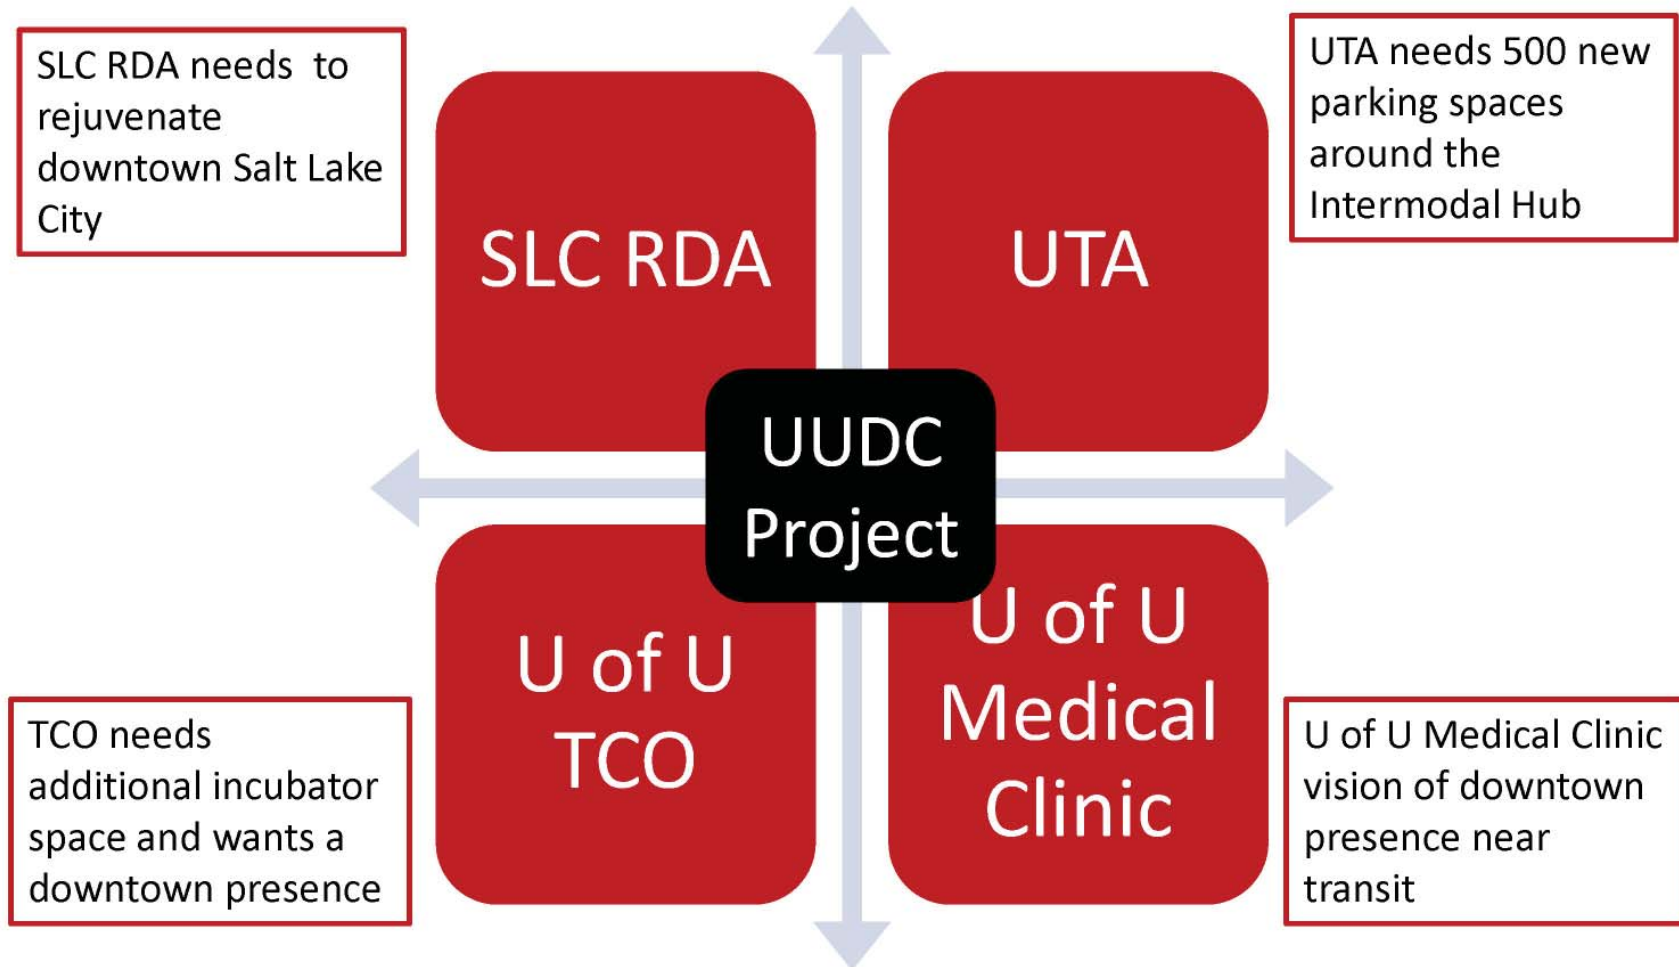 SLC RDA needs  to
rejuvenate
downtown Salt Lake
City
SLC RDA
UTA
UTA needs 500 new
parking spaces
around the
Intermodal Hub
UUDC
Project
TCO needs
additional incubator
space and wants a
downtown presence
U of U
TCO
U of U
Medical
Clinic
U of U Medical Clinic
vision of downtown
presence near
transit